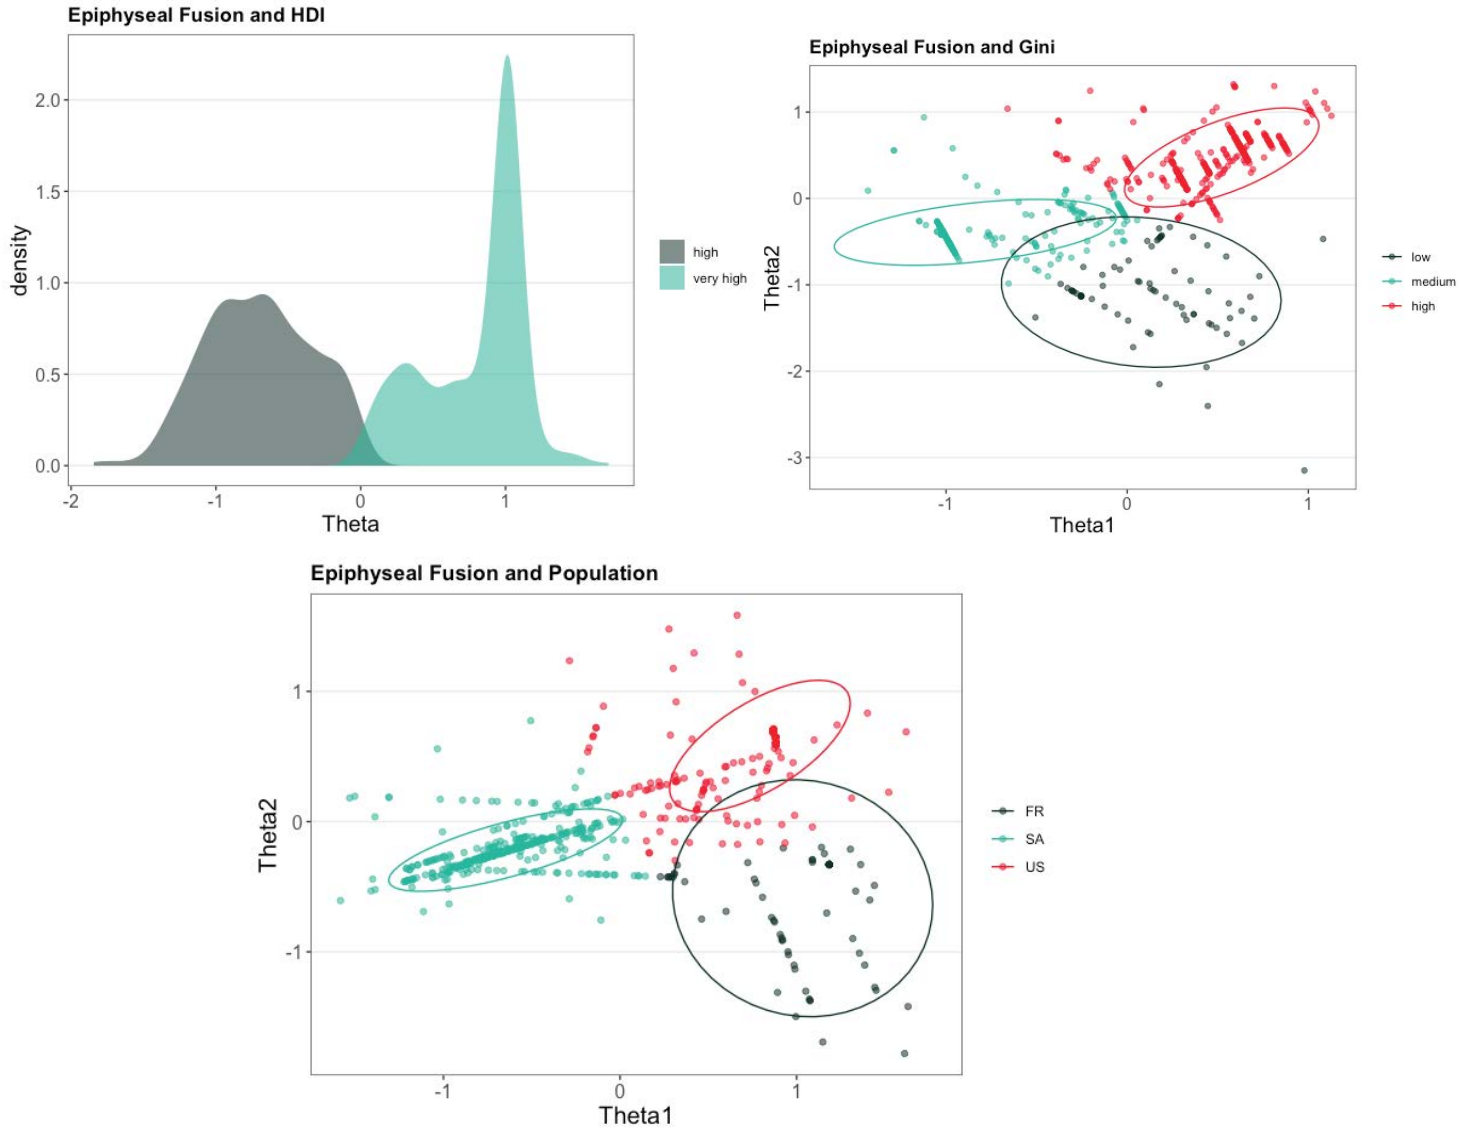 Epiphyseal Fusion and HDI
density
2.0
1.5
1.0
0.5
0.0
-2
-1
0
1
Theta
high
very high
Epiphyseal Fusion and Gini
Theta2
1
0
-1
-2
-3
-1
0
1
Theta1
low
medium
high
Epiphyseal Fusion and Population
Theta2
1
0
-1
-1
0
1
Theta1
FR
SA
US